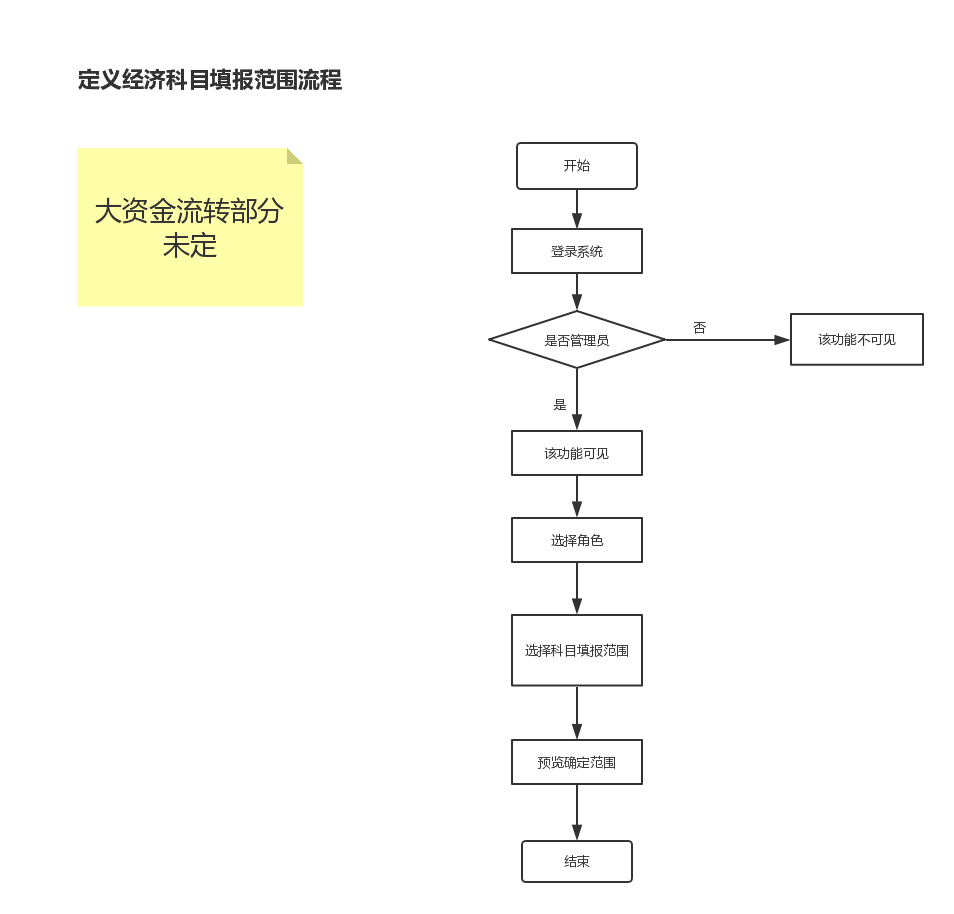 定义经济科目填报范围流程
大资金流转部分
未定
开始
登录系统
是否管理员
否
该功能不可见
是
该功能可见
选择角色
选择科目填报范围
预览确定范围
结束